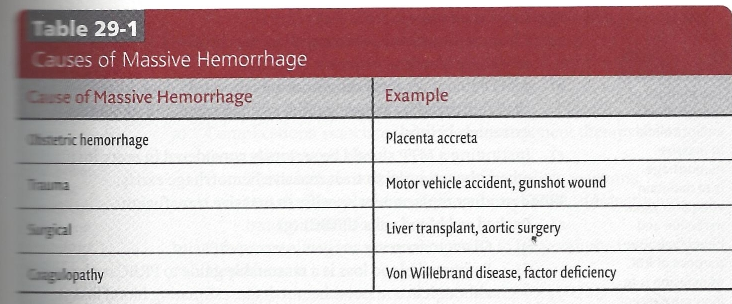 Table 29-1
Causes of Massive Hemorrhage
Cause of Massive Hemorrhage Example
Obstetric hemorrhage Placenta accreta
Trauma Motor vehicle accident, gunshot wound
Surgical Liver transplant, aortic surgery
Coagulopathy Von Willebrand disease, factor deficiency